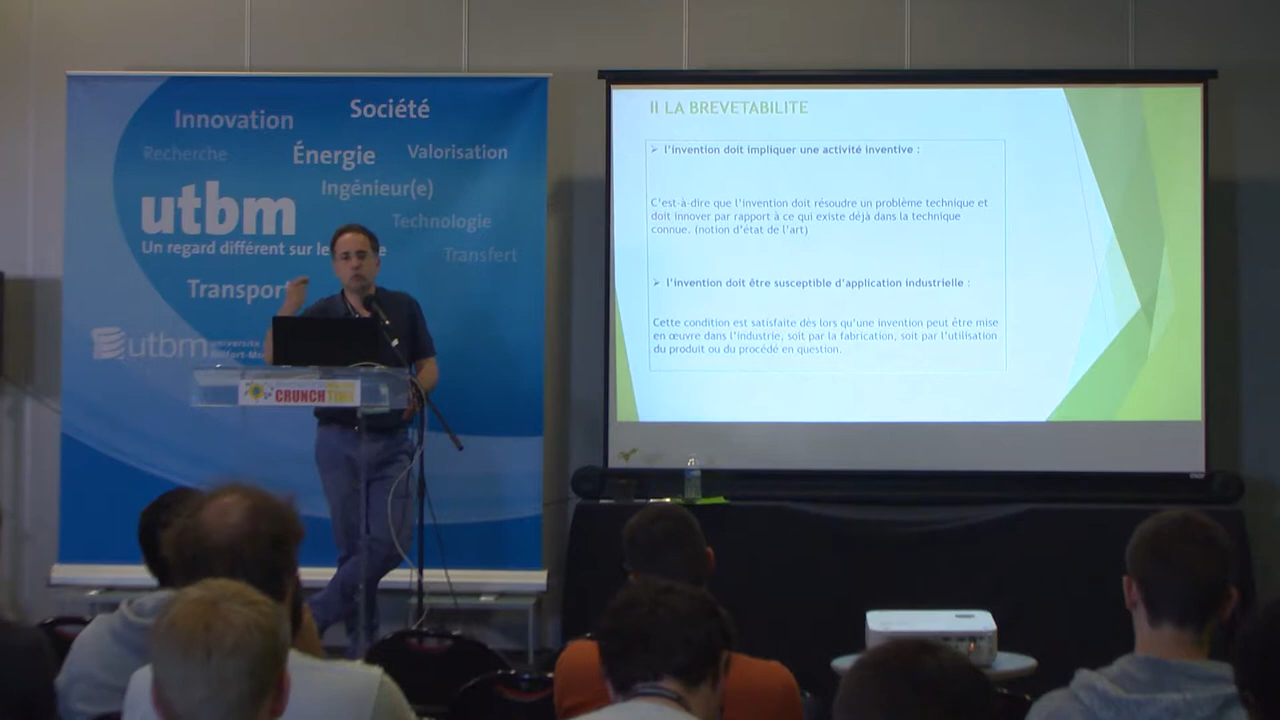 Innovation
Société
Recherche
Énergie
Valorisation
Ingénieur(e)
utbm
Technologie
Un regard différent sur le
Transfert
Transport
utbm
université
CRUNCH TIME
II LA BREVETABILITE
➢ l'invention doit impliquer une activité inventive :
C'est-à-dire que l'invention doit résoudre un problème technique et
doit innover par rapport à ce qui existe déjà dans la technique
connue. (notion d'état de l'art)
➢ l'invention doit être susceptible d'application industrielle :
Cette condition est satisfaite dès lors qu'une invention peut être mise
en œuvre dans l'industrie, soit par la fabrication, soit par l'utilisation
du produit ou du procédé en question.